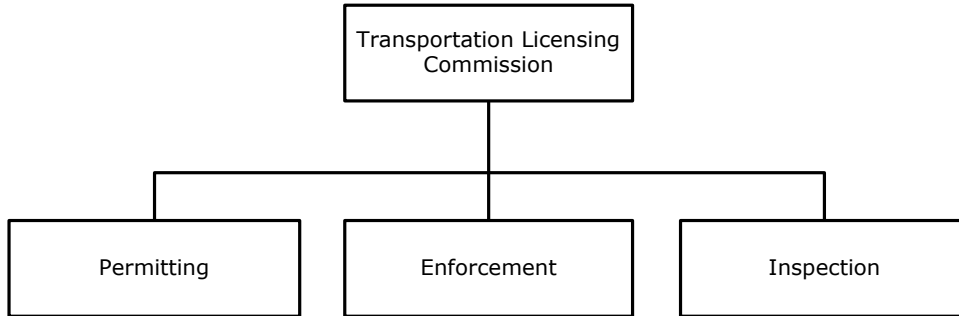 Transportation Licensing
Commission
Permitting
Enforcement
Inspection